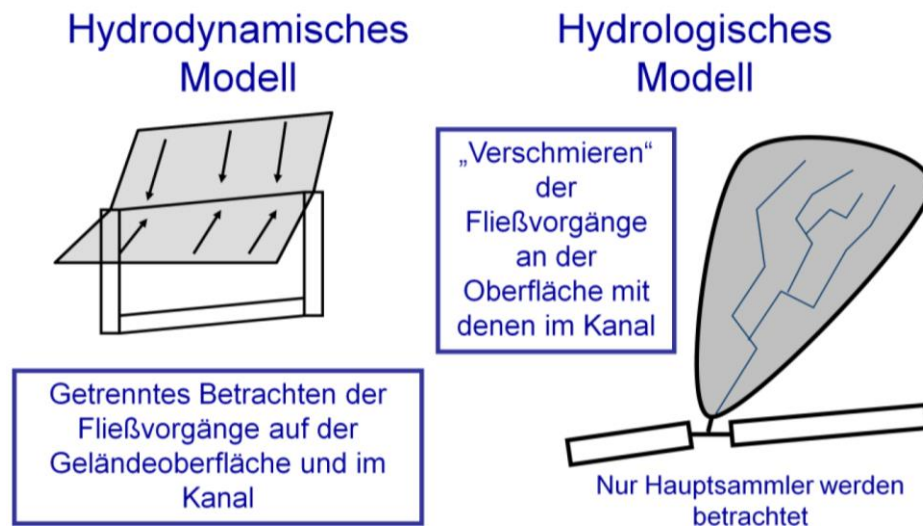 Hydrodynamisches
Modell
Getrenntes Betrachten der
Fließvorgänge auf der
Geländeoberfläche und im
Kanal
Hydrologisches
Modell
„Verschmieren“
der
Fließvorgänge
an der
Oberfläche mit
denen im Kanal
Nur Hauptsammler werden
betrachtet